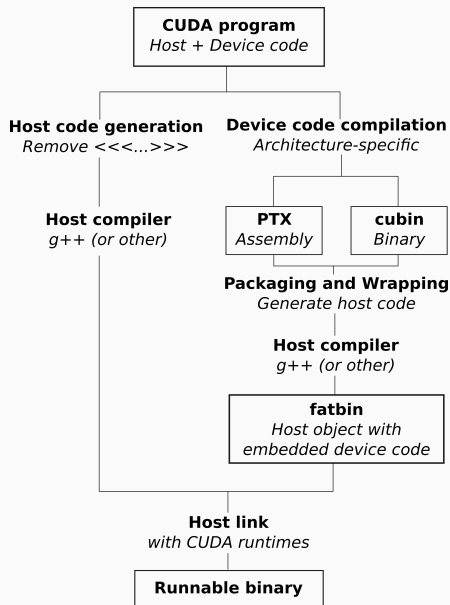 CUDA program
Host + Device code
Host code generation
Remove <<<...>>>
Device code compilation
Architecture-specific
Host compiler
g++ (or other)
PTX
Assembly
cubin
Binary
Packaging and Wrapping
Generate host code
Host compiler
g++ (or other)
fatbin
Host object with
embedded device code
Host link
with CUDA runtimes
Runnable binary